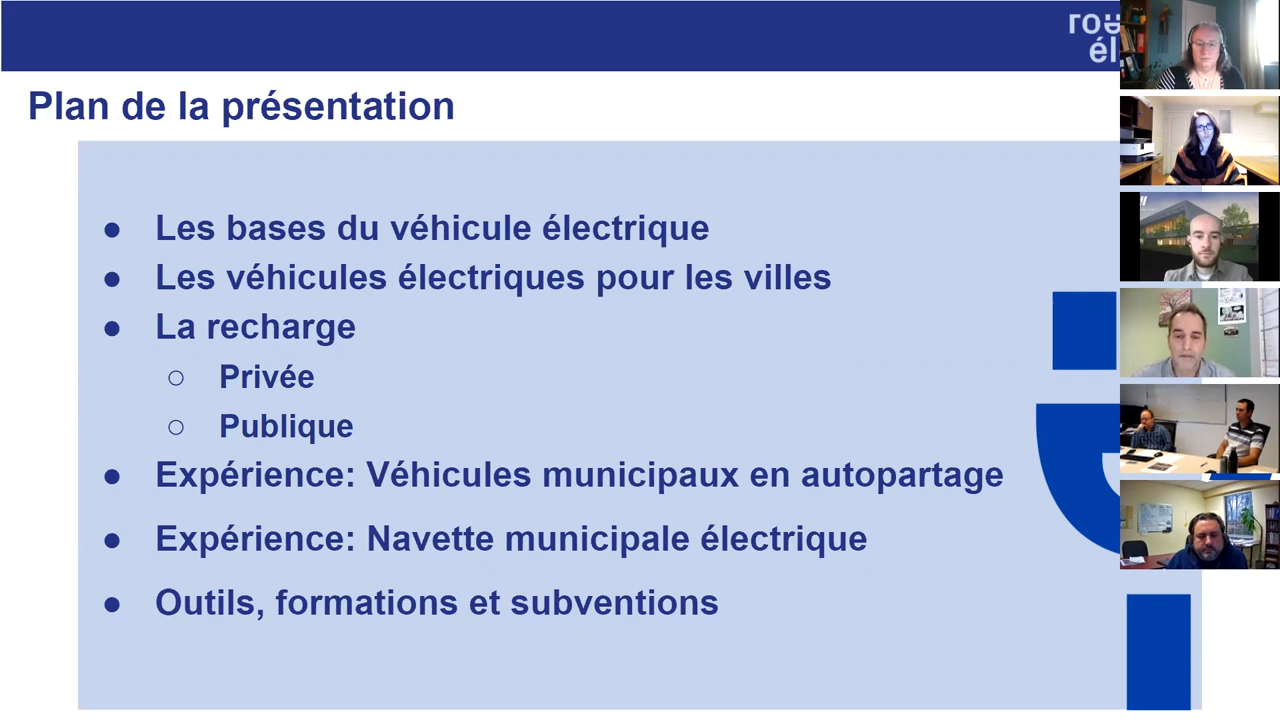 Plan de la présentation
● Les bases du véhicule électrique
● Les véhicules électriques pour les villes
● La recharge
○ Privée
○ Publique
● Expérience: Véhicules municipaux en autopartage
● Expérience: Navette municipale électrique
● Outils, formations et subventions